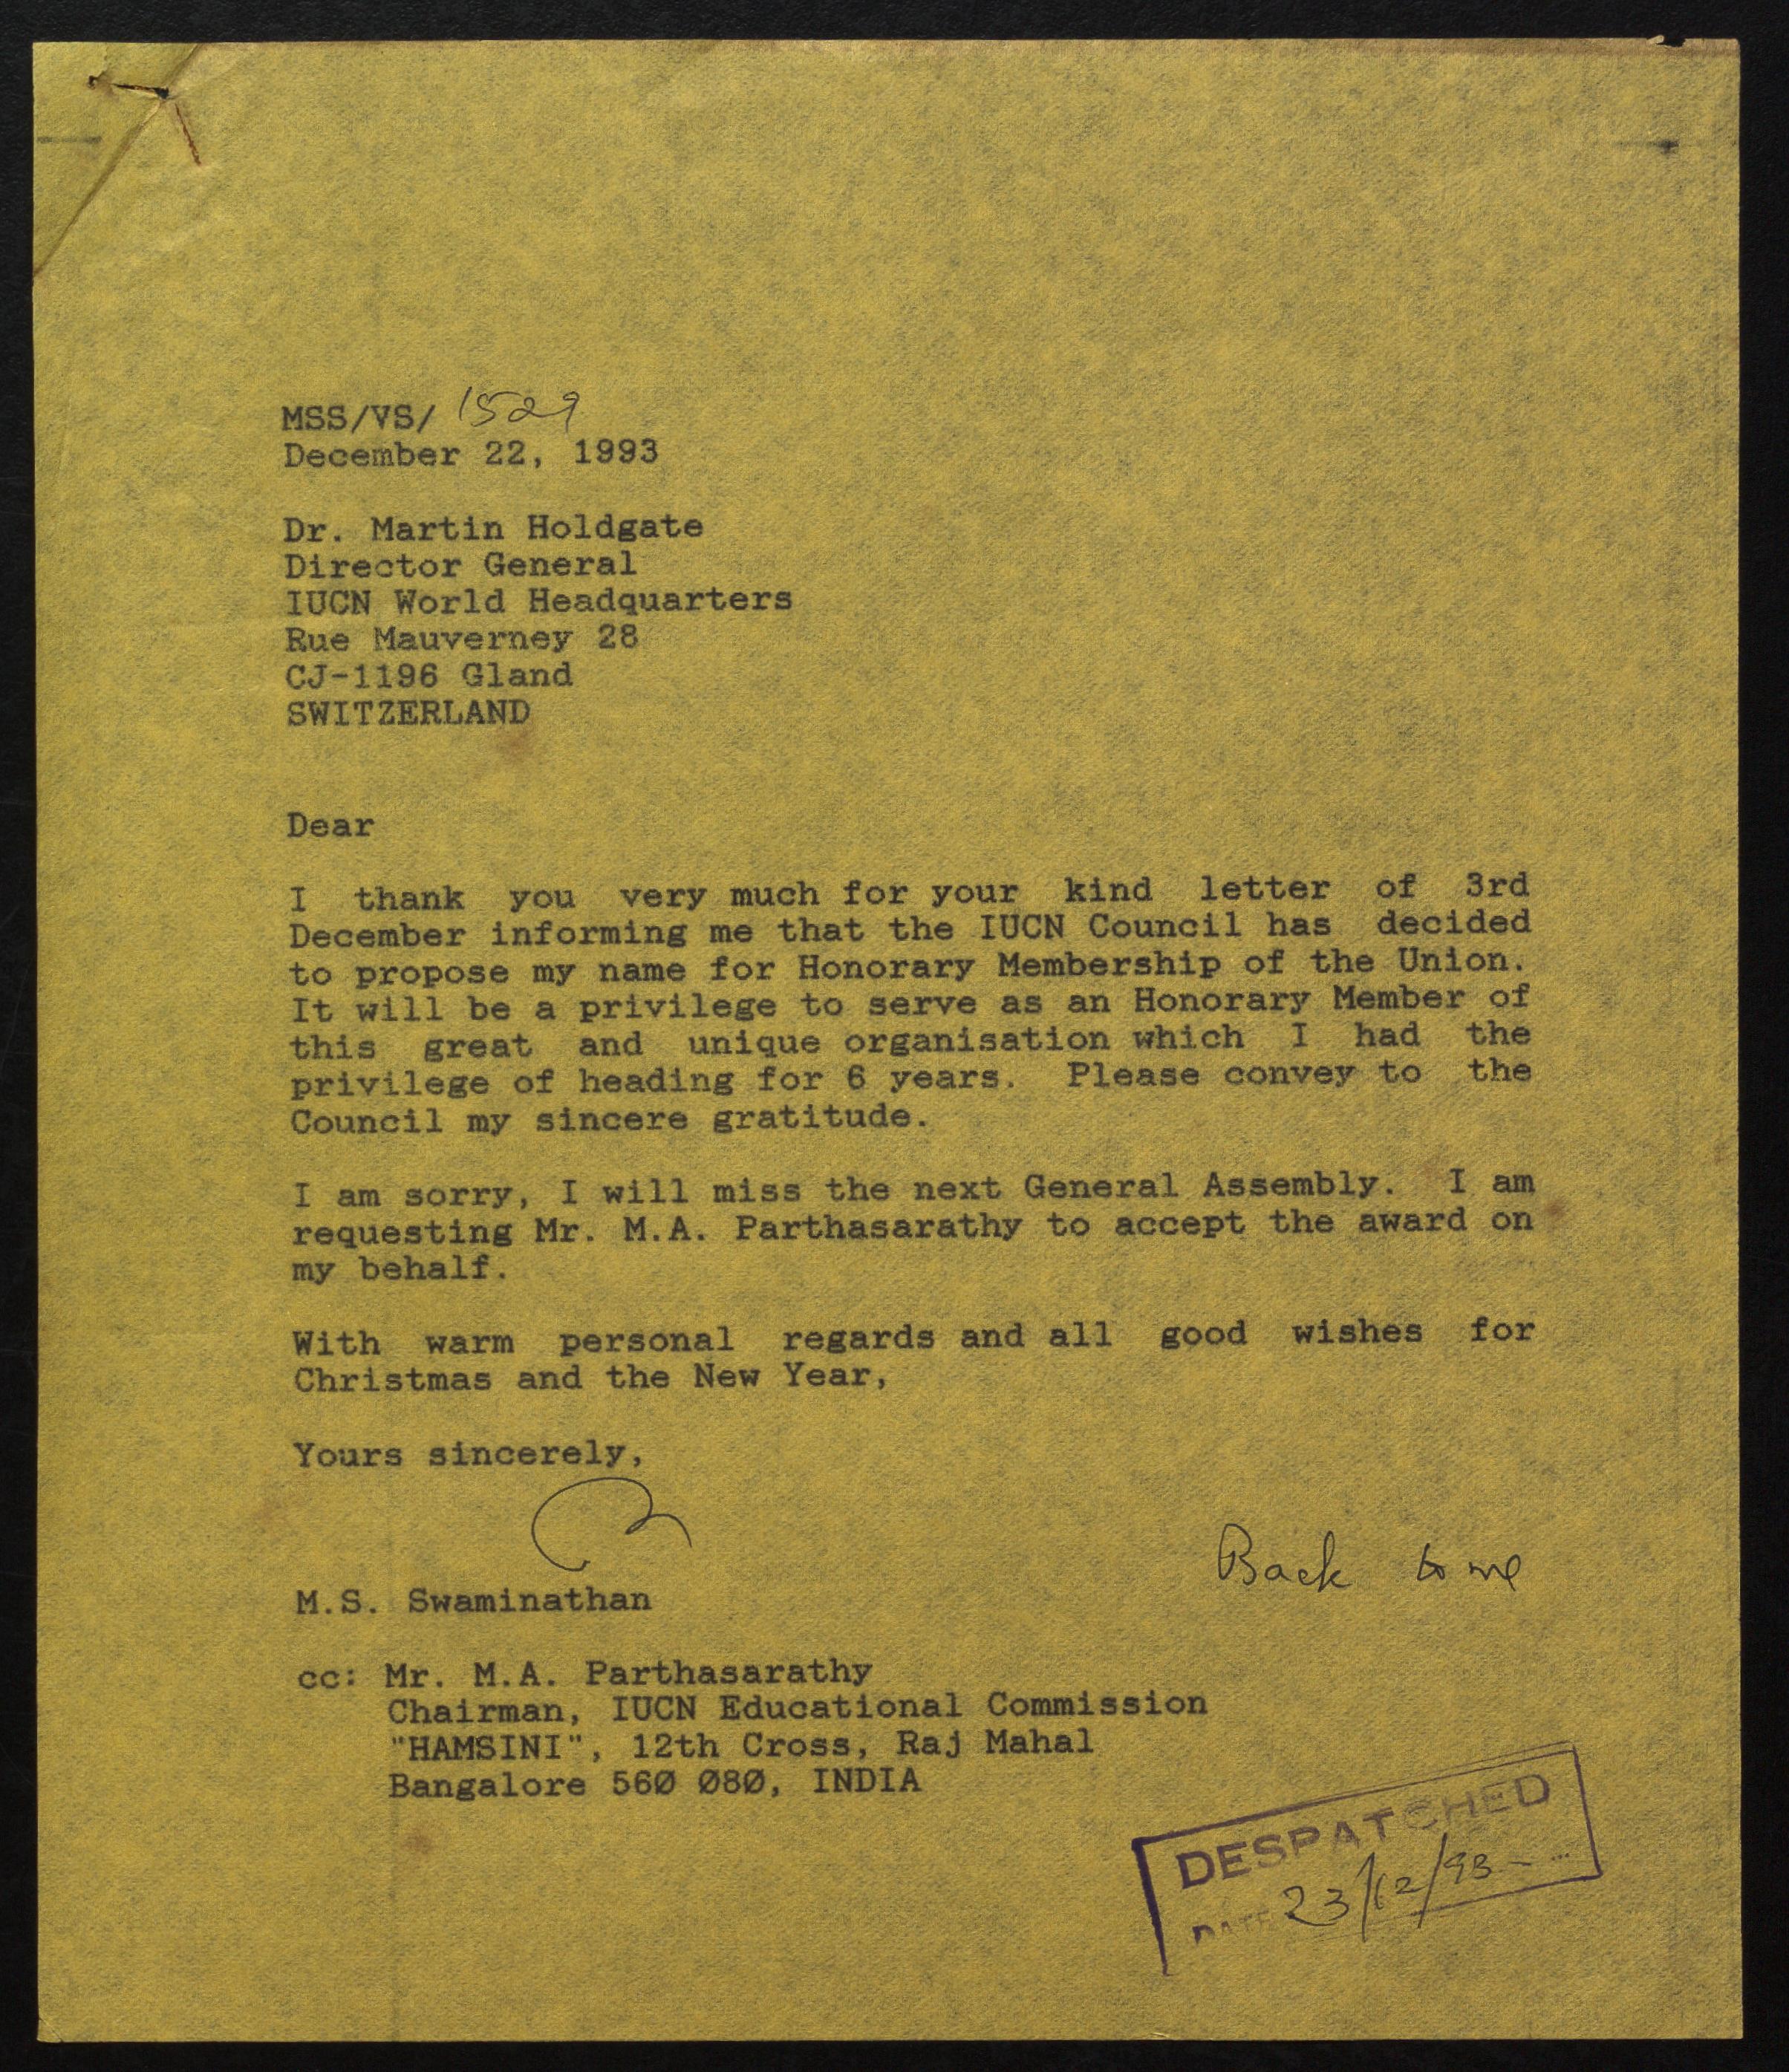 MSS/VS/ 1529
December 22, 1993
Dr. Martin Holdgate
Director General
IUCN World Headquarters
Rue Mauverney 28
CJ-1196 Gland
SWITZERLAND
Dear
I thank you very much for your kind letter of 3rd
December informing me that the IUCN Council has decided
to propose my name for Honorary Membership of the Union.
It will be a privilege to serve as an Honorary Member of
this great and unique organisation which I had the
privilege of heading for 6 years. Please convey to the
Council my sincere gratitude.
I am sorry, I will miss the next General Assembly. I am
requesting Mr. M.A. Parthasarathy to accept the award on
my behalf.
With warm personal regards and all good wishes for
Christmas and the New Year,
Yours sincerely,
Back to me
M.S. Swaminathan
cc: Mr. M.A. Parthasarathy
Chairman, IUCN Educational Commission
"HAMSINI", 12th Cross, Raj Mahal
Bangalore 560 080, INDIA
DESPATCHED
DATE 23/12/93